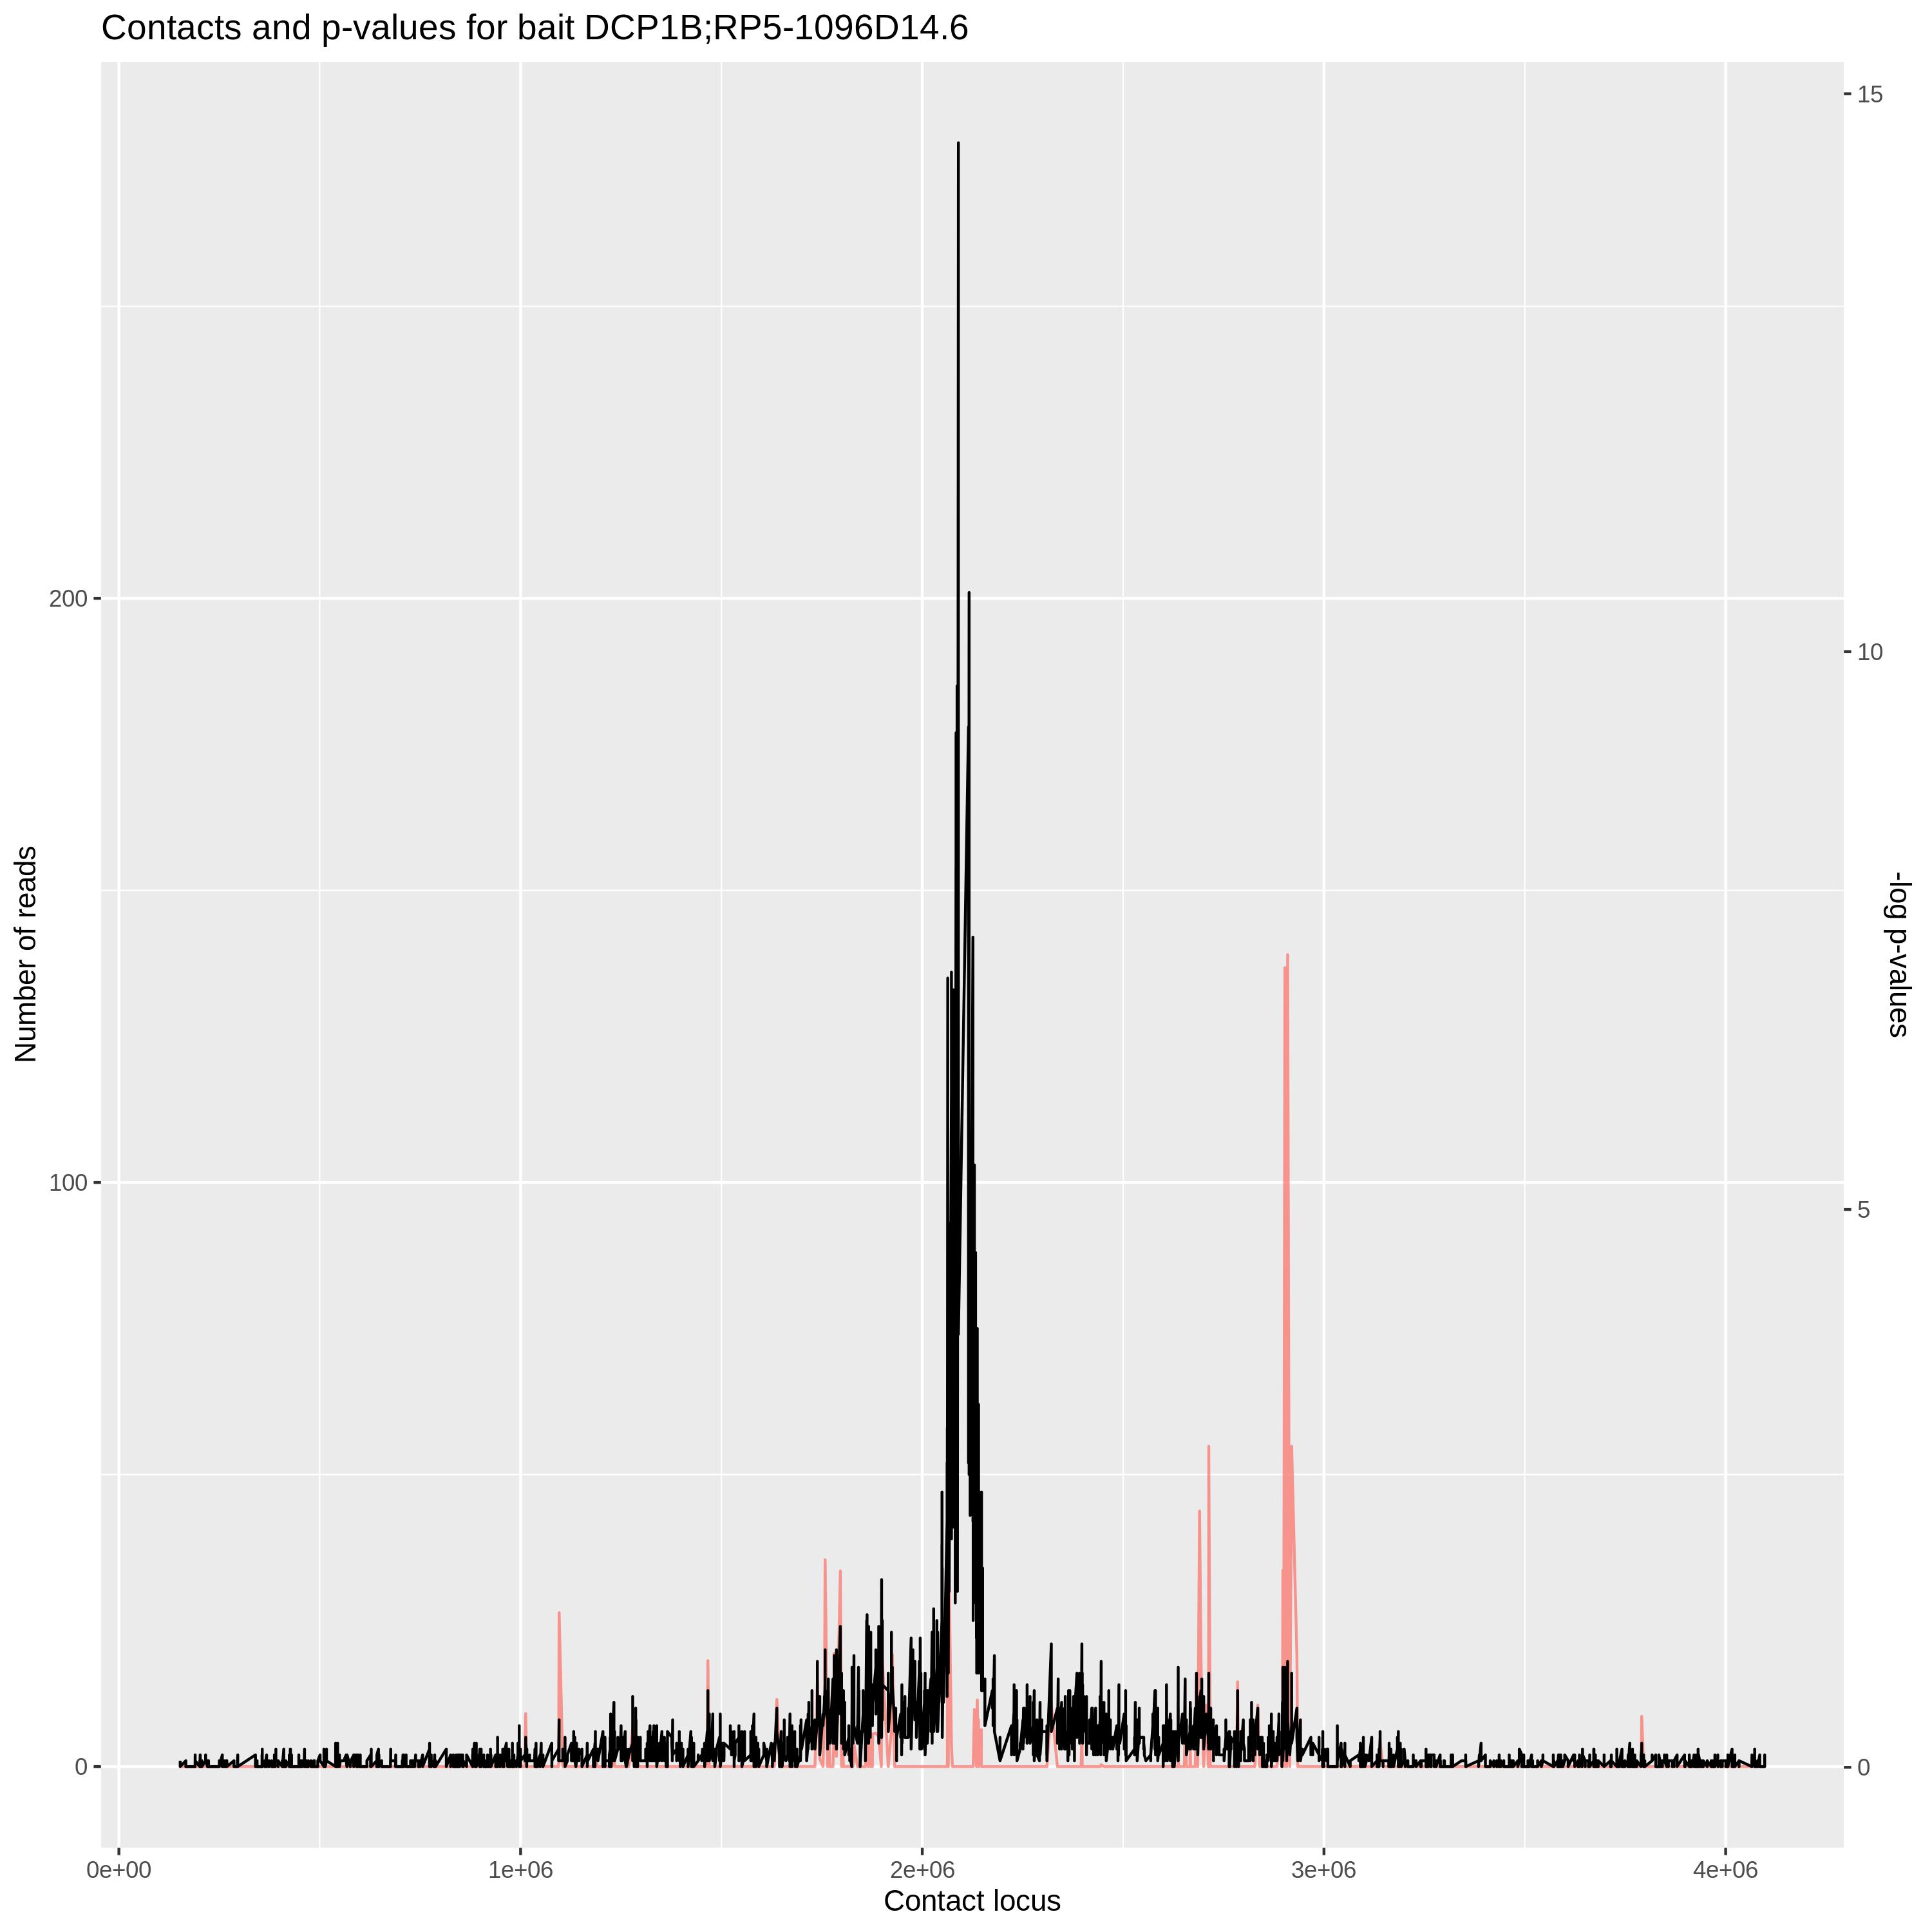 Contacts and p-values for bait DCP1B;RP5-1096D14.6
15
200
10
Number of reads
-log p-values
100
5
0
0
0e+00 1e+06 2e+06 3e+06 4e+06
Contact locus